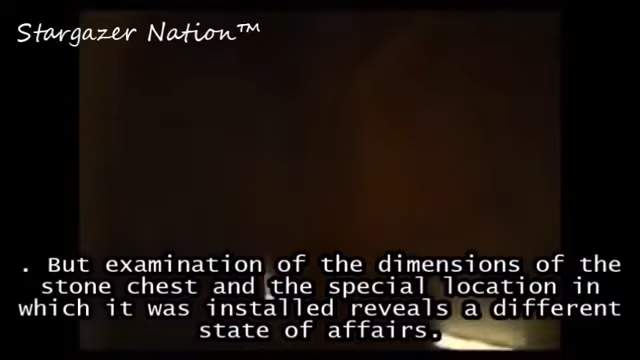 Stargazer Nation™
. But examination of the dimensions of the
stone chest and the special location in
which it was installed reveals a different
state of affairs.